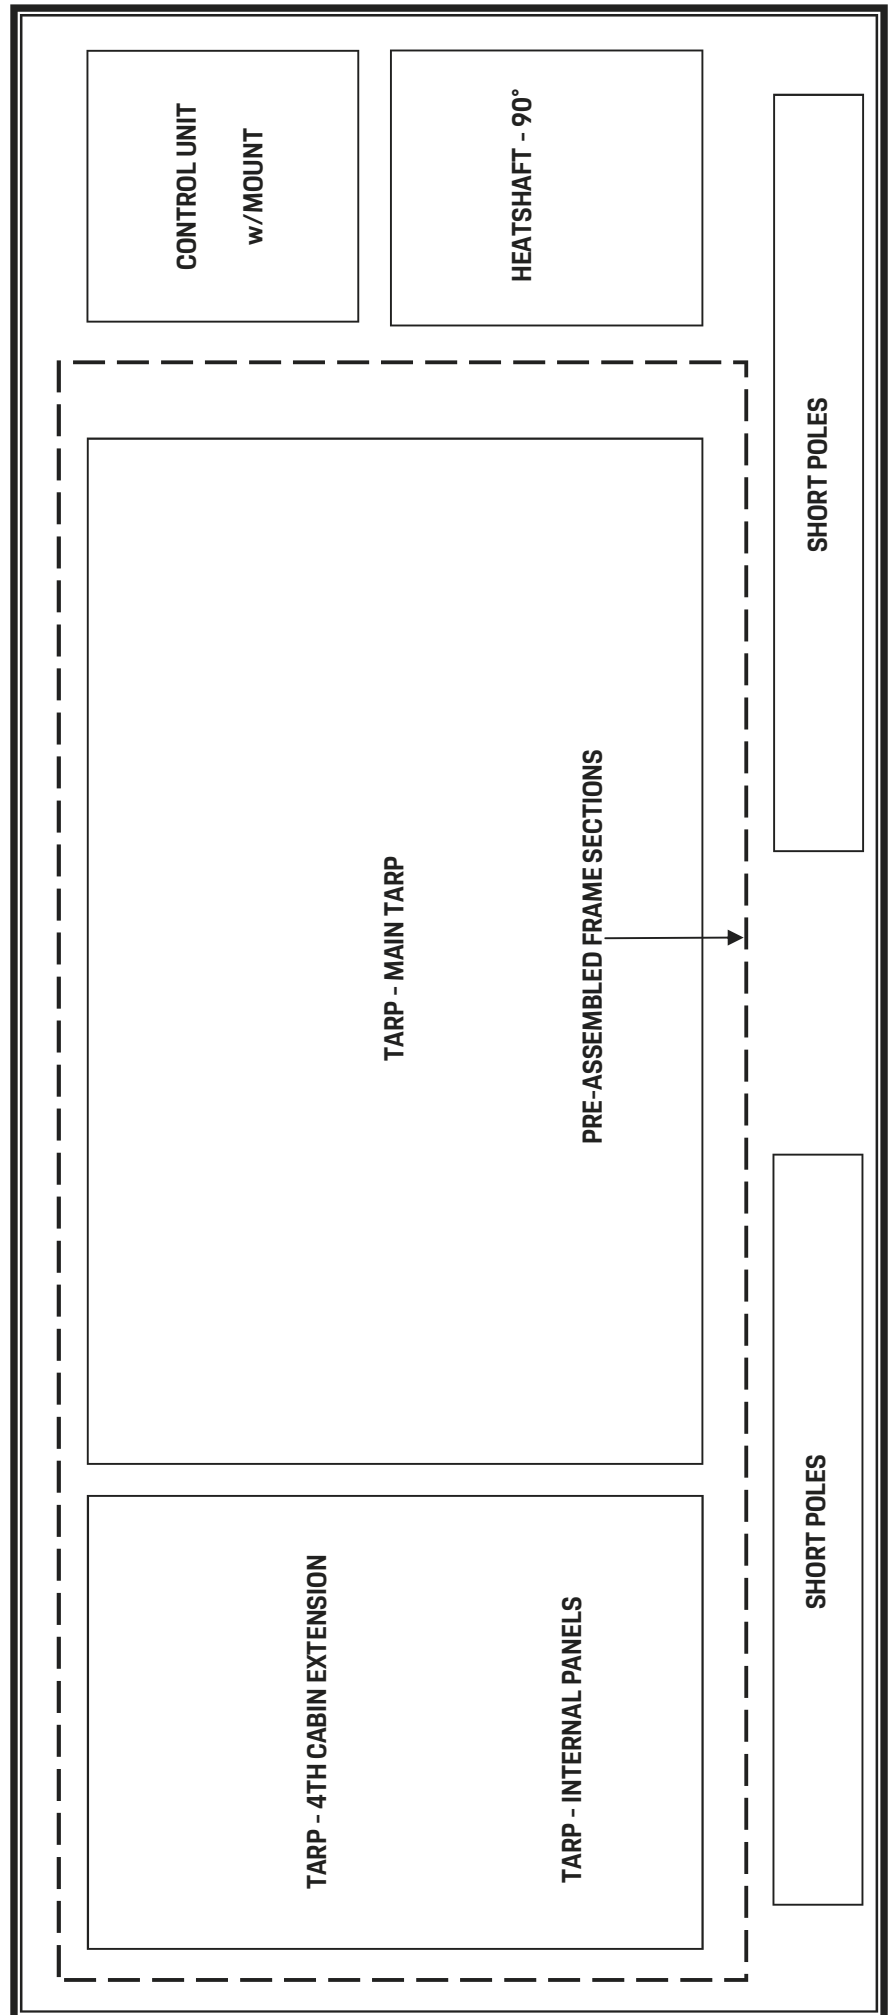 CONTROL UNIT
w/MOUNT
HEATSHAFT - 90°
SHORT POLES
TARP - MAIN TARP
PRE-ASSEMBLED FRAME SECTIONS
TARP - 4TH CABIN EXTENSION
TARP - INTERNAL PANELS
SHORT POLES